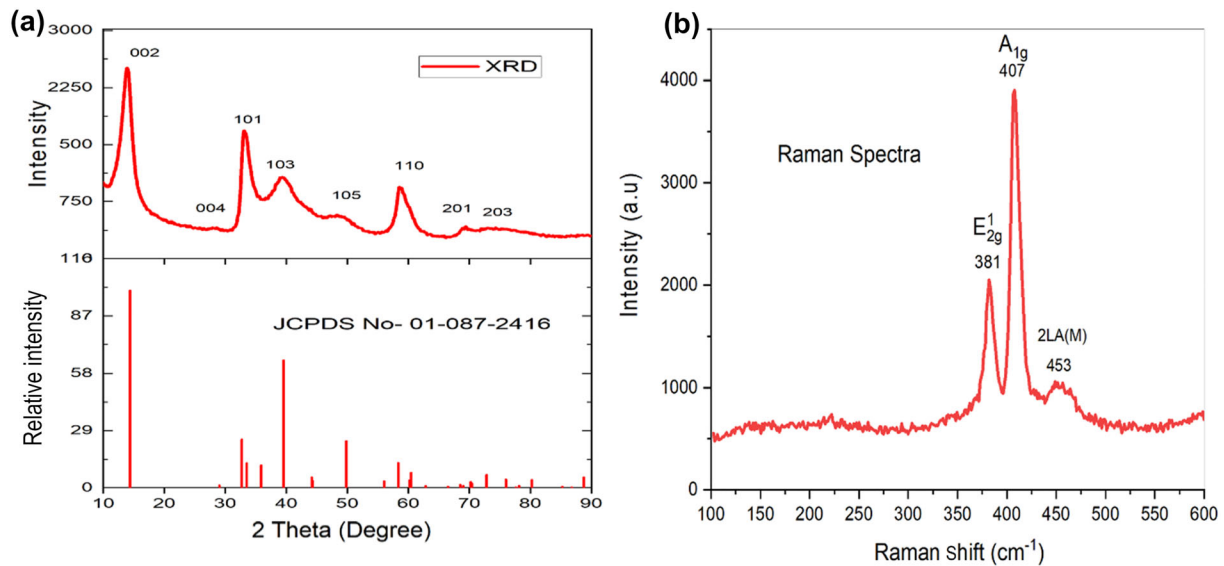 (a)
3000
2250
500
750
Intensity
002
XRD
101
103
110
004
105
201 203
116
87
58
29
0
Relative intensity
JCPDS No- 01-087-2416
10 20 30 40 50 60 70 80 90
2 Theta (Degree)
(b)
4000
3000
2000
1000
0
Intensity (a.u)
A1g
407
Raman Spectra
E12g
381
2LA(M)
453
100 150 200 250 300 350 400 450 500 550 600
Raman shift (cm-1)